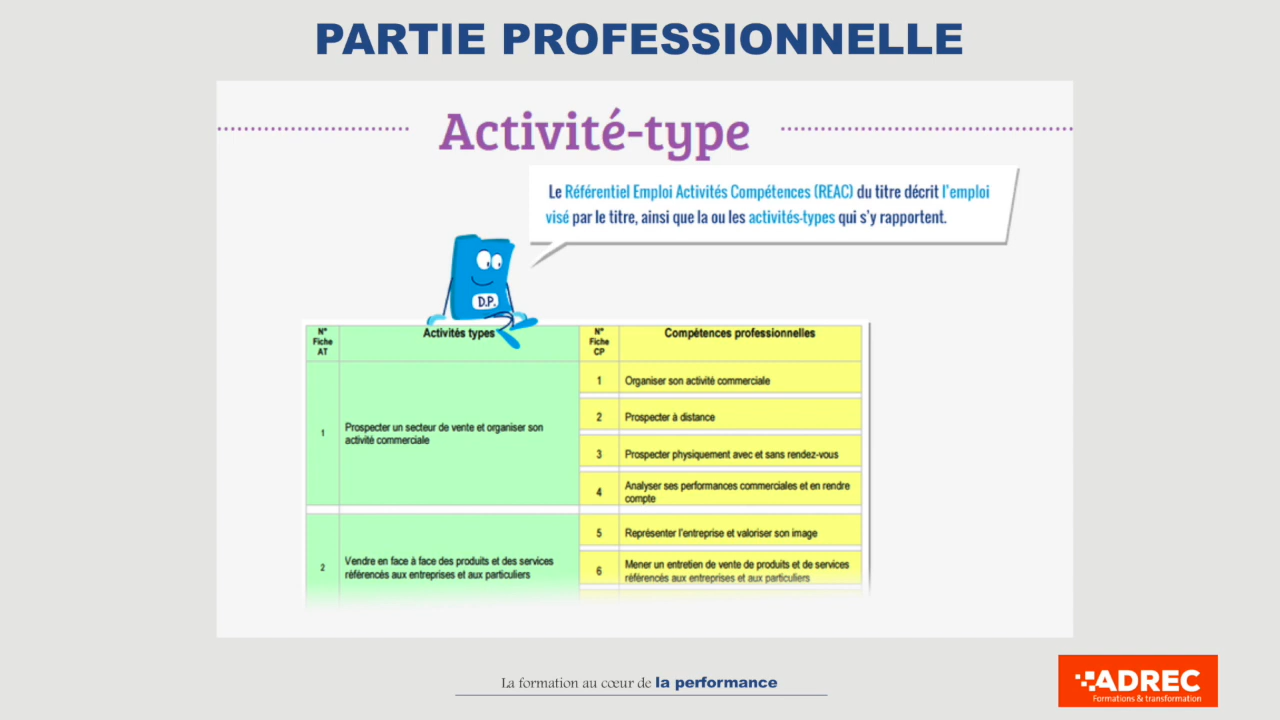 PARTIE PROFESSIONNELLE
Activité-type
Le Référentiel Emploi Activités Compétences (REAC) du titre décrit l'emploi
visé par le titre, ainsi que la ou les activités-types qui s'y rapportent.
D.P.
N° Fiche AT
Activités types
N° Fiche CP
Compétences professionnelles
1
Prospecter un secteur de vente et organiser son
activité commerciale
1 Organiser son activité commerciale
2 Prospecter à distance
3 Prospecter physiquement avec et sans rendez-vous
4 Analyser ses performances commerciales et en rendre
compte
2
Vendre en face à face des produits et des services
référencés aux entreprises et aux particuliers
5 Représenter l'entreprise et valoriser son image
6 Mener un entretien de vente de produits et de services
référencés aux entreprises et aux particuliers
La formation au cœur de la performance
ADREC
Formations & transformation